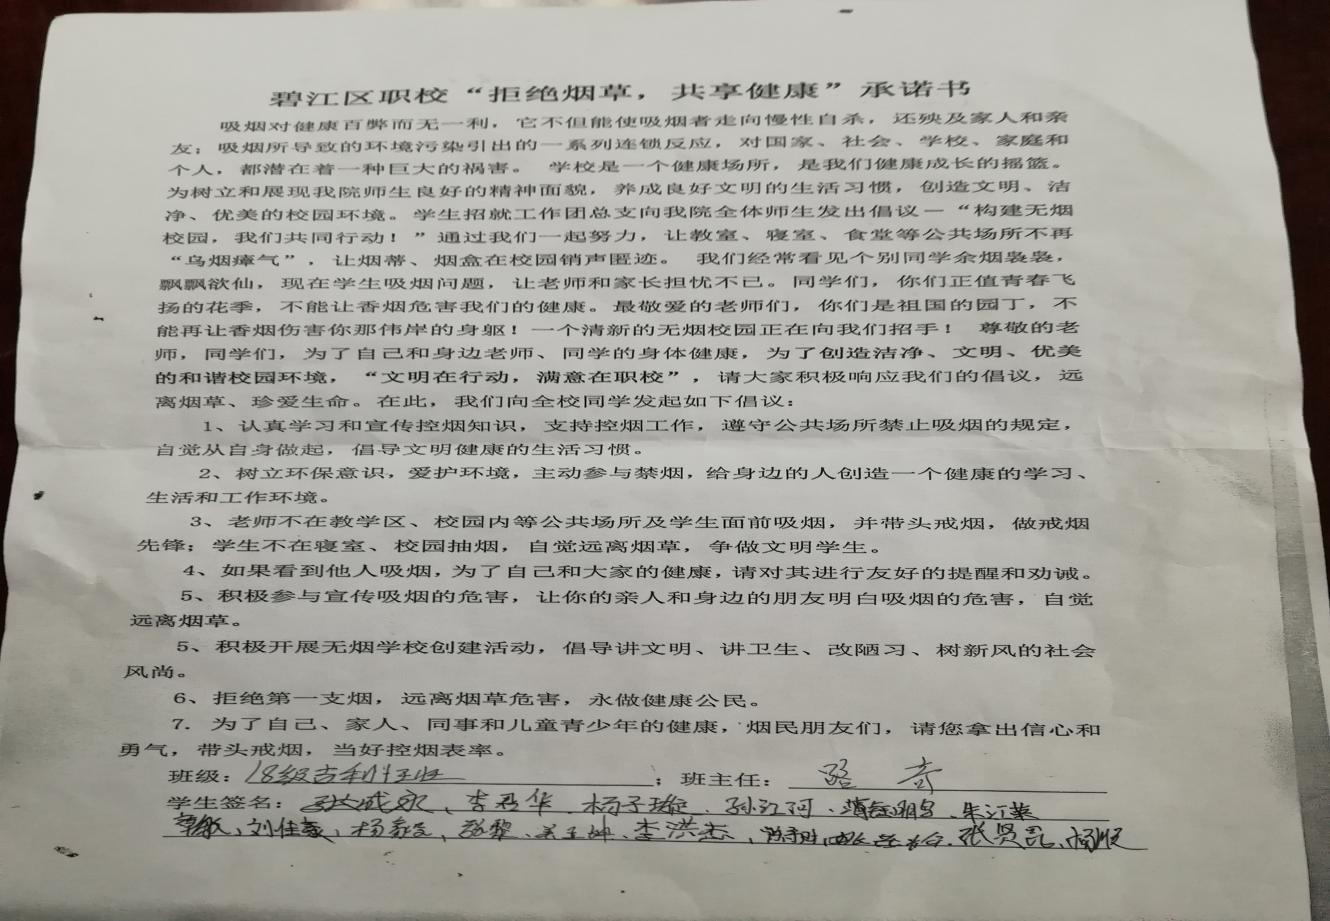 碧江区职校“拒绝烟草，共享健康”承诺书
吸烟对健康百弊而无一利，它不但能使吸烟者走向慢性自杀，还殃及家人和亲
友；吸烟所导致的环境污染引出的一系列连锁反应，对国家、社会、学校、家庭和
个人，都潜在着一种巨大的祸害。 学校是一个健康场所，是我们健康成长的摇篮。
为树立和展现我院师生良好的精神面貌，养成良好文明的生活习惯，创造文明、洁
净、优美的校园环境。学生招就工作团总支向我院全体师生发出倡议－“构建无烟
校园，我们共同行动！”通过我们一起努力，让教室、寝室、食堂等公共场所不再
“乌烟瘴气”，让烟蒂、烟盒在校园销声匿迹。 我们经常看见个别同学余烟袅袅，
飘飘欲仙，现在学生吸烟问题，让老师和家长担忧不已。同学们，你们正值青春飞
扬的花季，不能让香烟危害我们的健康。最敬爱的老师们，你们是祖国的园丁，不
能再让香烟伤害你那伟岸的身躯！一个清新的无烟校园正在向我们招手！ 尊敬的老
师，同学们，为了自己和身边老师、同学的身体健康，为了创造洁净、文明、优美
的和谐校园环境，“文明在行动，满意在职校”，请大家积极响应我们的倡议，远
离烟草、珍爱生命。在此，我们向全校同学发起如下倡议：
1、认真学习和宣传控烟知识，支持控烟工作，遵守公共场所禁止吸烟的规定，
自觉从自身做起，倡导文明健康的生活习惯。
2、树立环保意识，爱护环境，主动参与禁烟，给身边的人创造一个健康的学习、
生活和工作环境。
3、老师不在教学区、校园内等公共场所及学生面前吸烟，并带头戒烟，做戒烟
先锋；学生不在寝室、校园抽烟，自觉远离烟草，争做文明学生。
4、如果看到他人吸烟，为了自己和大家的健康，请对其进行友好的提醒和劝诫。
5、积极参与宣传吸烟的危害，让你的亲人和身边的朋友明白吸烟的危害，自觉
远离烟草。
5、积极开展无烟学校创建活动，倡导讲文明、讲卫生、改陋习、树新风的社会
风尚。
6、拒绝第一支烟，远离烟草危害，永做健康公民。
7. 为了自己、家人、同事和儿童青少年的健康，烟民朋友们，请您拿出信心和
勇气，带头戒烟，当好控烟表率。
班级：18级吉利；班主任：
学生签名：李君华、杨子璇、孙江河、朱江黎
李洪杰、张贤昆、杨顺